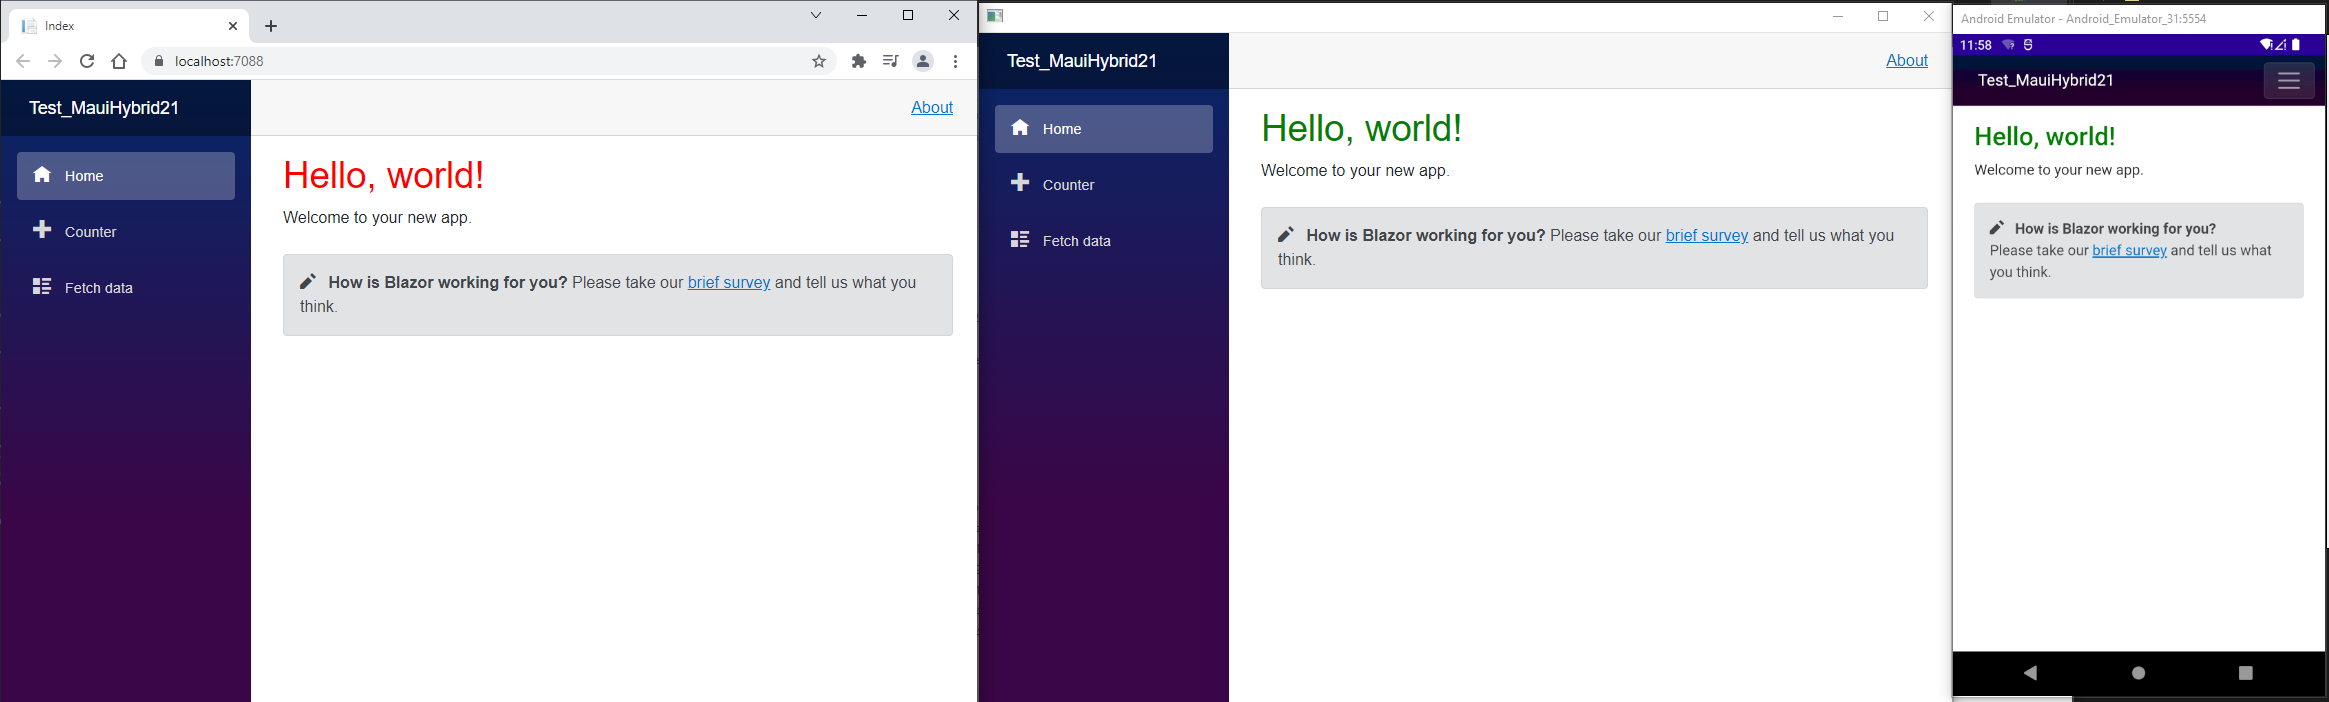 Index
localhost:7088
Test_MauiHybrid21
About
Home
Counter
Fetch data
Hello, world!
Welcome to your new app.
How is Blazor working for you? Please take our brief survey and tell us what you
think.
Test_MauiHybrid21
About
Home
Counter
Fetch data
Hello, world!
Welcome to your new app.
How is Blazor working for you? Please take our brief survey and tell us what you
think.
Android Emulator - Android_Emulator_31:5554
11:58
Test_MauiHybrid21
Hello, world!
Welcome to your new app.
How is Blazor working for you?
Please take our brief survey and tell us what
you think.